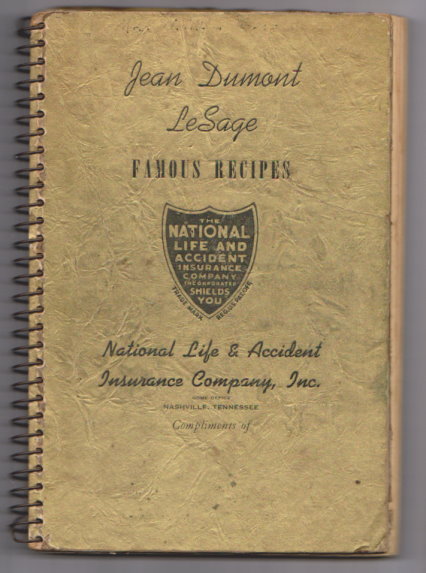 Jean Dumont
LeSage
FAMOUS RECIPES
THE
NATIONAL
LIFE AND
ACCIDENT
INSURANCE
COMPANY
INCORPORATED
SHIELDS
YOU
TRADE MARK REGISTERED
National Life & Accident
Insurance Company, Inc.
HOME OFFICE
NASHVILLE, TENNESSEE
Compliments of